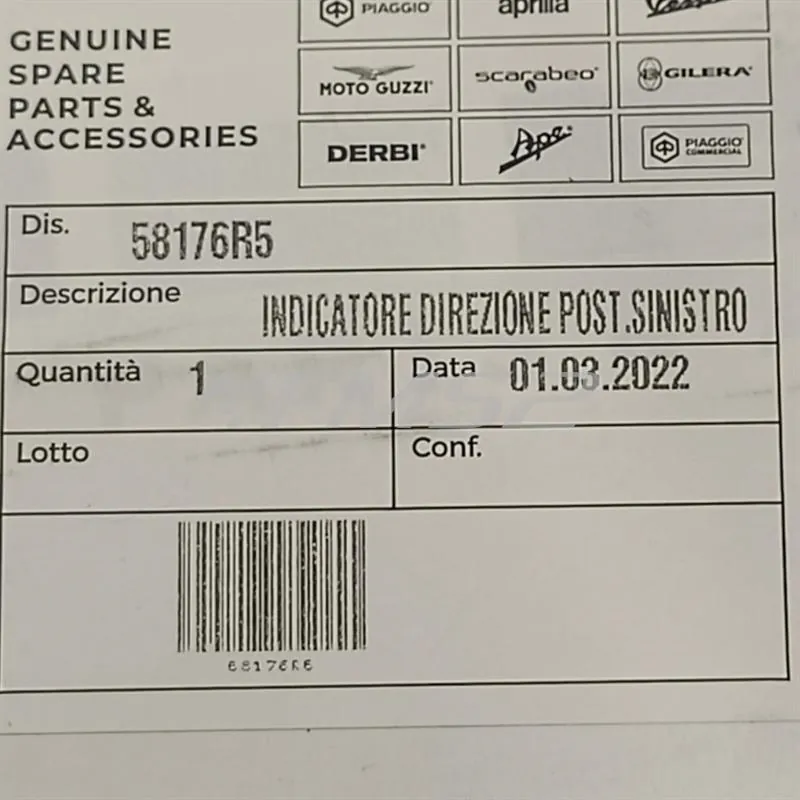 PIAGGIO
aprilia
Vespa
GENUINE
SPARE
PARTS &
ACCESSORIES
MOTO GUZZI
scarabeo
GILERA
DERBI
Ape
PIAGGIO
COMMERCIAL
Dis. 58176R5
Descrizione INDICATORE DIREZIONE POST.SINISTRO
Quantità 1
Data 01.03.2022
Lotto
Conf.